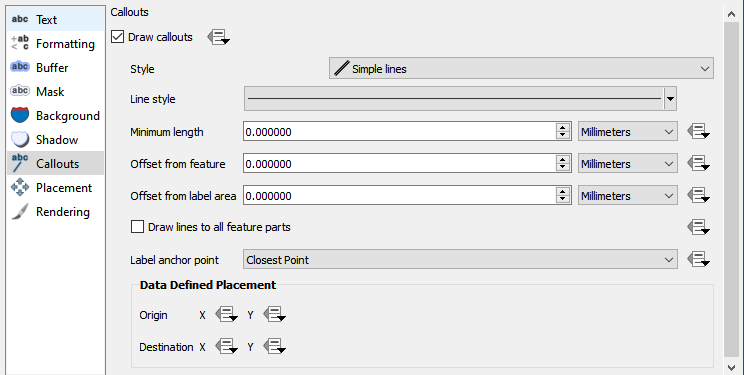 abc Text
+ab < c Formatting
abc Buffer
abc Mask
Background
Shadow
abc Callouts
Placement
Rendering
Callouts
Draw callouts
Style Simple lines
Line style
Minimum length 0.000000 Millimeters
Offset from feature 0.000000 Millimeters
Offset from label area 0.000000 Millimeters
Draw lines to all feature parts
Label anchor point Closest Point
Data Defined Placement
Origin X Y
Destination X Y